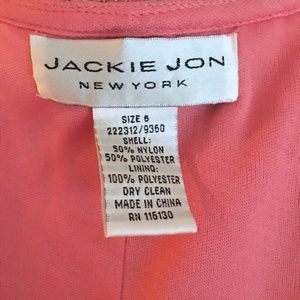 JACKIE JON
NEW YORK
SIZE 6
222312/9360
SHELL:
50% NYLON
50% POLYESTER
LINING:
100% POLYESTER
DRY CLEAN
MADE IN CHINA
RN 116130